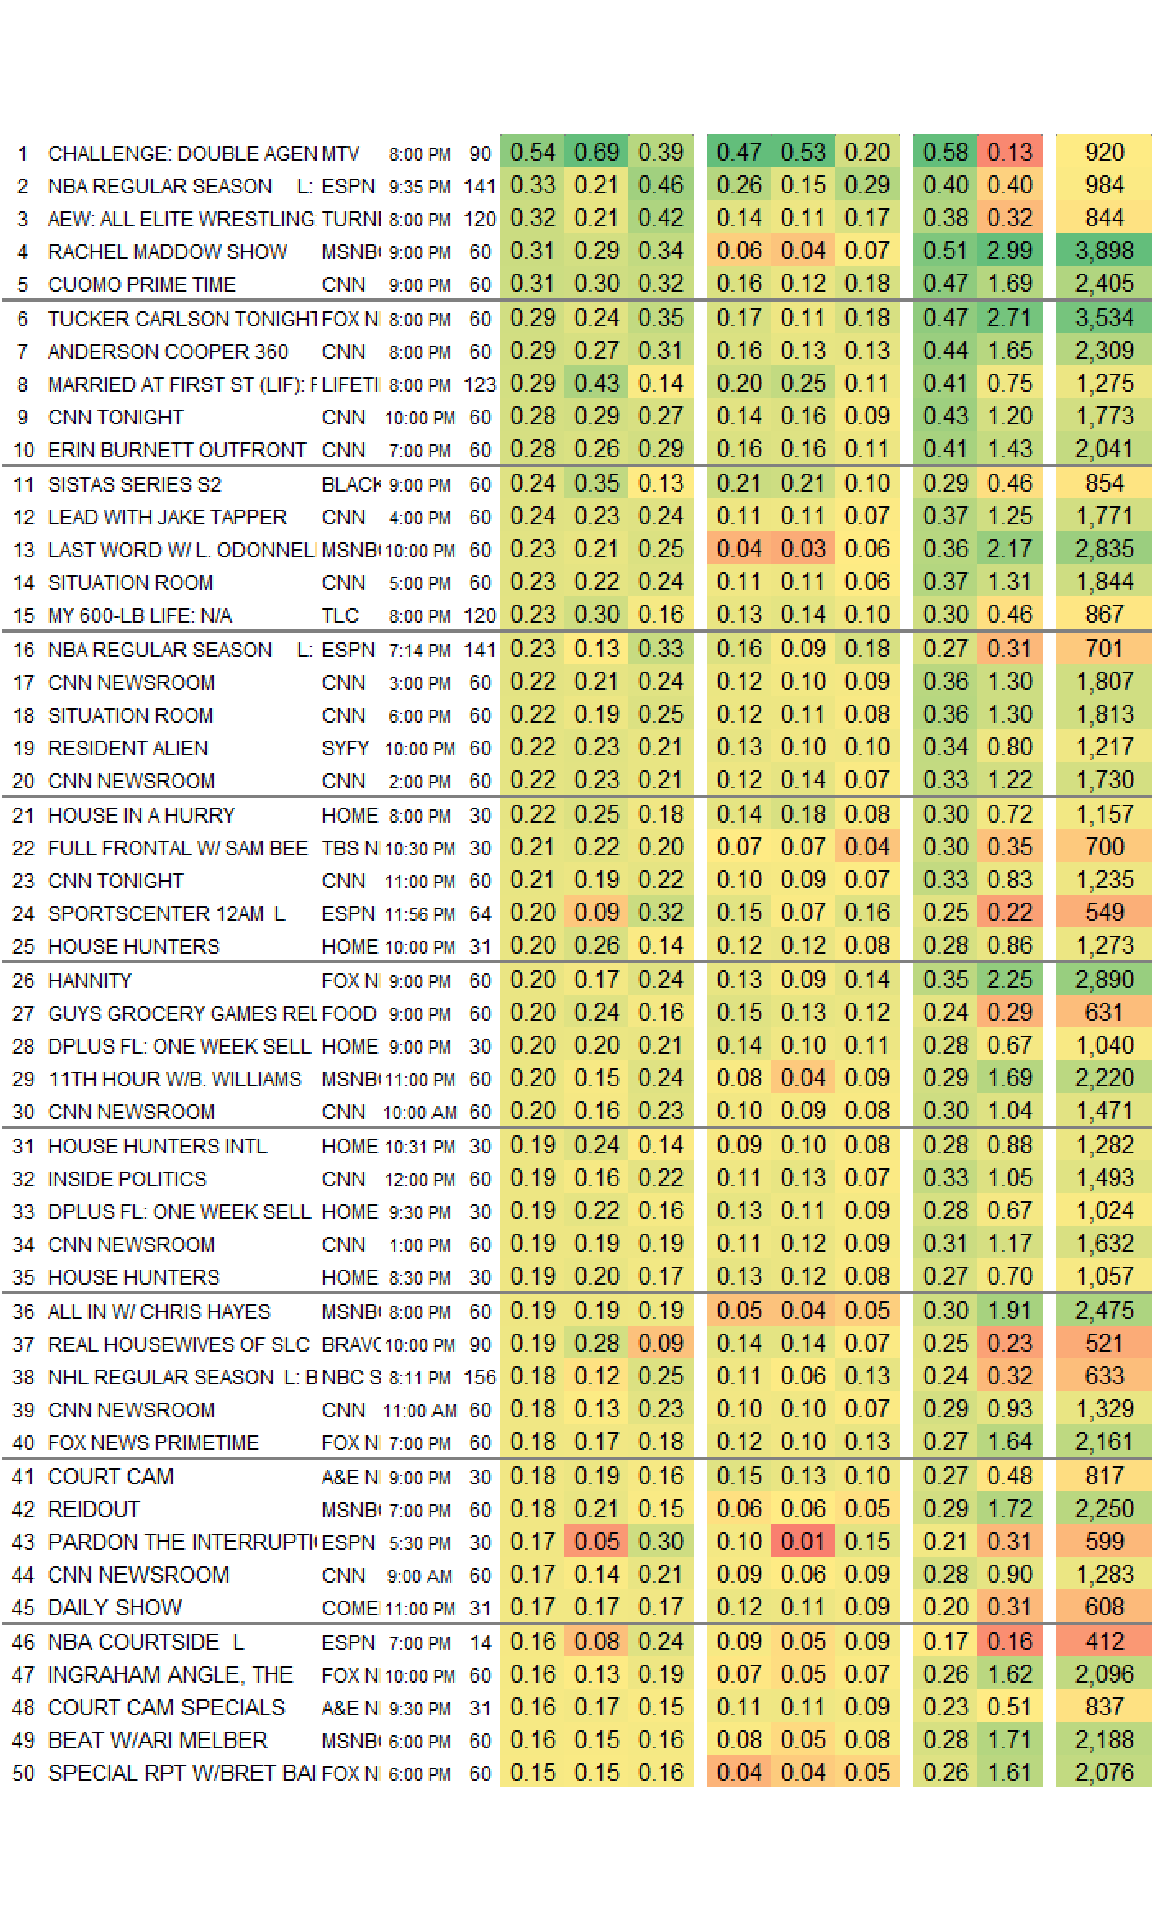 1 CHALLENGE: DOUBLE AGEN MTV 8:00 PM 90 0.54 0.69 0.39 0.47 0.53 0.20 0.58 0.13 920
2 NBA REGULAR SEASON L: ESPN 9:35 PM 141 0.33 0.21 0.46 0.26 0.15 0.29 0.40 0.40 984
3 AEW: ALL ELITE WRESTLING TURNI 8:00 PM 120 0.32 0.21 0.42 0.14 0.11 0.17 0.38 0.32 844
4 RACHEL MADDOW SHOW MSNB 9:00 PM 60 0.31 0.29 0.34 0.06 0.04 0.07 0.51 2.99 3,898
5 CUOMO PRIME TIME CNN 9:00 PM 60 0.31 0.30 0.32 0.16 0.12 0.18 0.47 1.69 2,405
6 TUCKER CARLSON TONIGHT FOX N 8:00 PM 60 0.29 0.24 0.35 0.17 0.11 0.18 0.47 2.71 3,534
7 ANDERSON COOPER 360 CNN 8:00 PM 60 0.29 0.27 0.31 0.16 0.13 0.13 0.44 1.65 2,309
8 MARRIED AT FIRST ST (LIF): F LIFETI 8:00 PM 123 0.29 0.43 0.14 0.20 0.25 0.11 0.41 0.75 1,275
9 CNN TONIGHT CNN 10:00 PM 60 0.28 0.29 0.27 0.14 0.16 0.09 0.43 1.20 1,773
10 ERIN BURNETT OUTFRONT CNN 7:00 PM 60 0.28 0.26 0.29 0.16 0.16 0.11 0.41 1.43 2,041
11 SISTAS SERIES S2 BLACK 9:00 PM 60 0.24 0.35 0.13 0.21 0.21 0.10 0.29 0.46 854
12 LEAD WITH JAKE TAPPER CNN 4:00 PM 60 0.24 0.23 0.24 0.11 0.11 0.07 0.37 1.25 1,771
13 LAST WORD W/ L. ODONNEL MSNB 10:00 PM 60 0.23 0.21 0.25 0.04 0.03 0.06 0.36 2.17 2,835
14 SITUATION ROOM CNN 5:00 PM 60 0.23 0.22 0.24 0.11 0.11 0.06 0.37 1.31 1,844
15 MY 600-LB LIFE: N/A TLC 8:00 PM 120 0.23 0.30 0.16 0.13 0.14 0.10 0.30 0.46 867
16 NBA REGULAR SEASON L: ESPN 7:14 PM 141 0.23 0.13 0.33 0.16 0.09 0.18 0.27 0.31 701
17 CNN NEWSROOM CNN 3:00 PM 60 0.22 0.21 0.24 0.12 0.10 0.09 0.36 1.30 1,807
18 SITUATION ROOM CNN 6:00 PM 60 0.22 0.19 0.25 0.12 0.11 0.08 0.36 1.30 1,813
19 RESIDENT ALIEN SYFY 10:00 PM 60 0.22 0.23 0.21 0.13 0.10 0.10 0.34 0.80 1,217
20 CNN NEWSROOM CNN 2:00 PM 60 0.22 0.23 0.21 0.12 0.14 0.07 0.33 1.22 1,730
21 HOUSE IN A HURRY HOME 8:00 PM 30 0.22 0.25 0.18 0.14 0.18 0.08 0.30 0.72 1,157
22 FULL FRONTAL W/ SAM BEE TBS N 10:30 PM 30 0.21 0.22 0.20 0.07 0.07 0.04 0.30 0.35 700
23 CNN TONIGHT CNN 11:00 PM 60 0.21 0.19 0.22 0.10 0.09 0.07 0.33 0.83 1,235
24 SPORTSCENTER 12AM L ESPN 11:56 PM 64 0.20 0.09 0.32 0.15 0.07 0.16 0.25 0.22 549
25 HOUSE HUNTERS HOME 10:00 PM 31 0.20 0.26 0.14 0.12 0.12 0.08 0.28 0.86 1,273
26 HANNITY FOX N 9:00 PM 60 0.20 0.17 0.24 0.13 0.09 0.14 0.35 2.25 2,890
27 GUYS GROCERY GAMES REL FOOD 9:00 PM 60 0.20 0.24 0.16 0.15 0.13 0.12 0.24 0.29 631
28 DPLUS FL: ONE WEEK SELL HOME 9:00 PM 30 0.20 0.20 0.21 0.14 0.10 0.11 0.28 0.67 1,040
29 11TH HOUR W/B. WILLIAMS MSNB 11:00 PM 60 0.20 0.15 0.24 0.08 0.04 0.09 0.29 1.69 2,220
30 CNN NEWSROOM CNN 10:00 AM 60 0.20 0.16 0.23 0.10 0.09 0.08 0.30 1.04 1,471
31 HOUSE HUNTERS INTL HOME 10:31 PM 30 0.19 0.24 0.14 0.09 0.10 0.08 0.28 0.88 1,282
32 INSIDE POLITICS CNN 12:00 PM 60 0.19 0.16 0.22 0.11 0.13 0.07 0.33 1.05 1,493
33 DPLUS FL: ONE WEEK SELL HOME 9:30 PM 30 0.19 0.22 0.16 0.13 0.11 0.09 0.28 0.67 1,024
34 CNN NEWSROOM CNN 1:00 PM 60 0.19 0.19 0.19 0.11 0.12 0.09 0.31 1.17 1,632
35 HOUSE HUNTERS HOME 8:30 PM 30 0.19 0.20 0.17 0.13 0.12 0.08 0.27 0.70 1,057
36 ALL IN W/ CHRIS HAYES MSNB 8:00 PM 60 0.19 0.19 0.19 0.05 0.04 0.05 0.30 1.91 2,475
37 REAL HOUSEWIVES OF SLC BRAVC 10:00 PM 90 0.19 0.28 0.09 0.14 0.14 0.07 0.25 0.23 521
38 NHL REGULAR SEASON L: B NBC S 8:11 PM 156 0.18 0.12 0.25 0.11 0.06 0.13 0.24 0.32 633
39 CNN NEWSROOM CNN 11:00 AM 60 0.18 0.13 0.23 0.10 0.10 0.07 0.29 0.93 1,329
40 FOX NEWS PRIMETIME FOX N 7:00 PM 60 0.18 0.17 0.18 0.12 0.10 0.13 0.27 1.64 2,161
41 COURT CAM A&E N 9:00 PM 30 0.18 0.19 0.16 0.15 0.13 0.10 0.27 0.48 817
42 REIDOUT MSNB 7:00 PM 60 0.18 0.21 0.15 0.06 0.06 0.05 0.29 1.72 2,250
43 PARDON THE INTERRUPTI ESPN 5:30 PM 30 0.17 0.05 0.30 0.10 0.01 0.15 0.21 0.31 599
44 CNN NEWSROOM CNN 9:00 AM 60 0.17 0.14 0.21 0.09 0.06 0.09 0.28 0.90 1,283
45 DAILY SHOW COME 11:00 PM 31 0.17 0.17 0.17 0.12 0.11 0.09 0.20 0.31 608
46 NBA COURTSIDE L ESPN 7:00 PM 14 0.16 0.08 0.24 0.09 0.05 0.09 0.17 0.16 412
47 INGRAHAM ANGLE, THE FOX N 10:00 PM 60 0.16 0.13 0.19 0.07 0.05 0.07 0.26 1.62 2,096
48 COURT CAM SPECIALS A&E N 9:30 PM 31 0.16 0.17 0.15 0.11 0.11 0.09 0.23 0.51 837
49 BEAT W/ARI MELBER MSNB 6:00 PM 60 0.16 0.15 0.16 0.08 0.05 0.08 0.28 1.71 2,188
50 SPECIAL RPT W/BRET BAI FOX N 6:00 PM 60 0.15 0.15 0.16 0.04 0.04 0.05 0.26 1.61 2,076